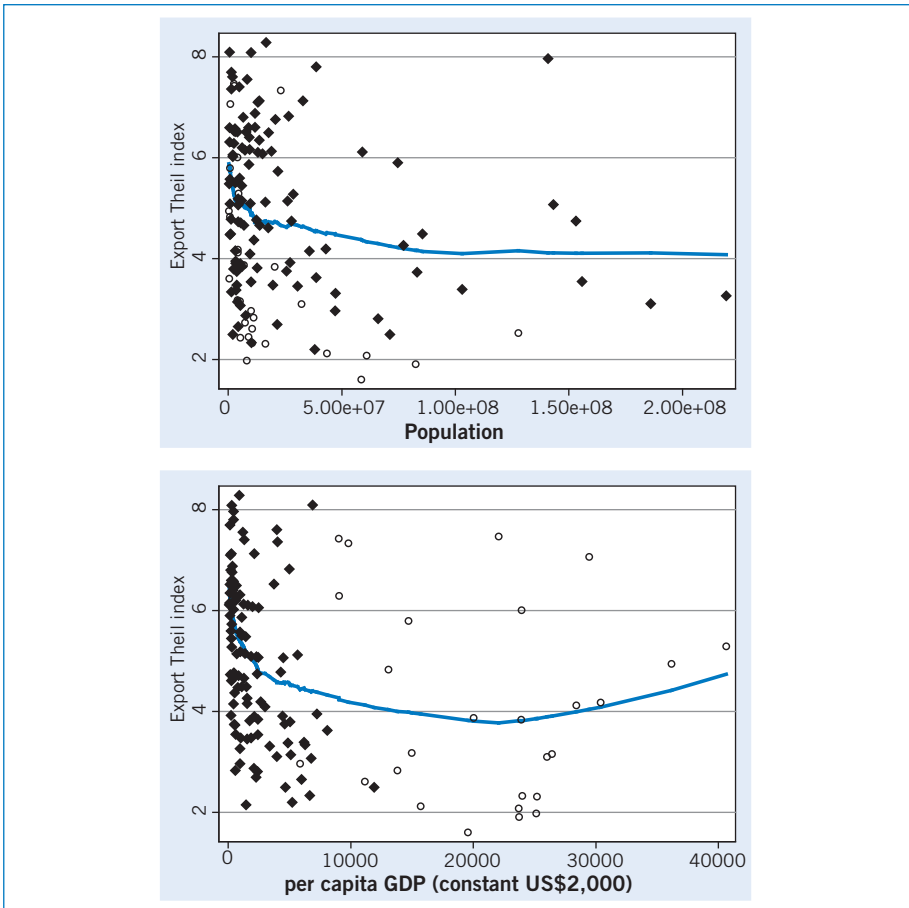 Export Theil index
8
6
4
2
0 5.00e+07 1.00e+08 1.50e+08 2.00e+08
Population
Export Theil index
8
6
4
2
0 10000 20000 30000 40000
per capita GDP (constant US$2,000)